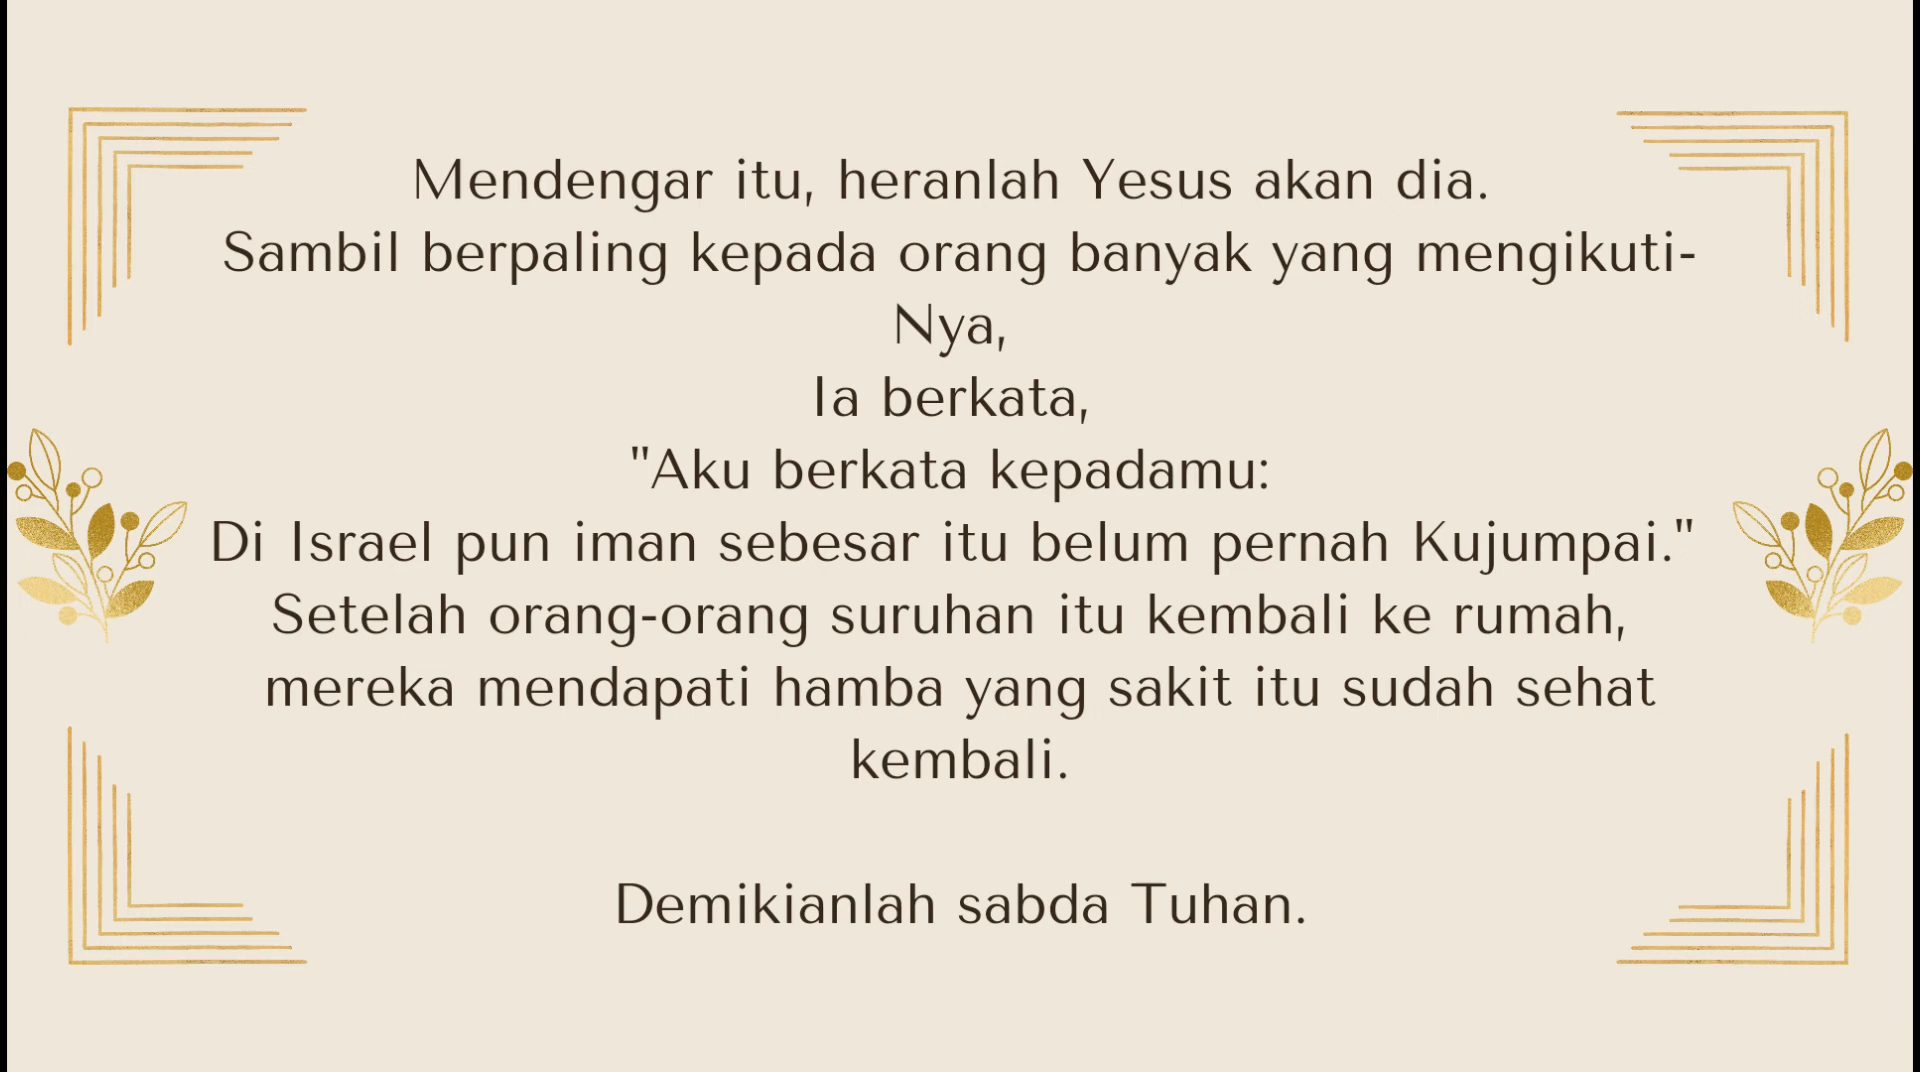 Mendengar itu, heranlah Yesus akan dia.
Sambil berpaling kepada orang banyak yang mengikuti-
Nya,
Ia berkata,
"Aku berkata kepadamu:
Di Israel pun iman sebesar itu belum pernah Kujumpai."
Setelah orang-orang suruhan itu kembali ke rumah,
mereka mendapati hamba yang sakit itu sudah sehat
kembali.
Demikianlah sabda Tuhan.